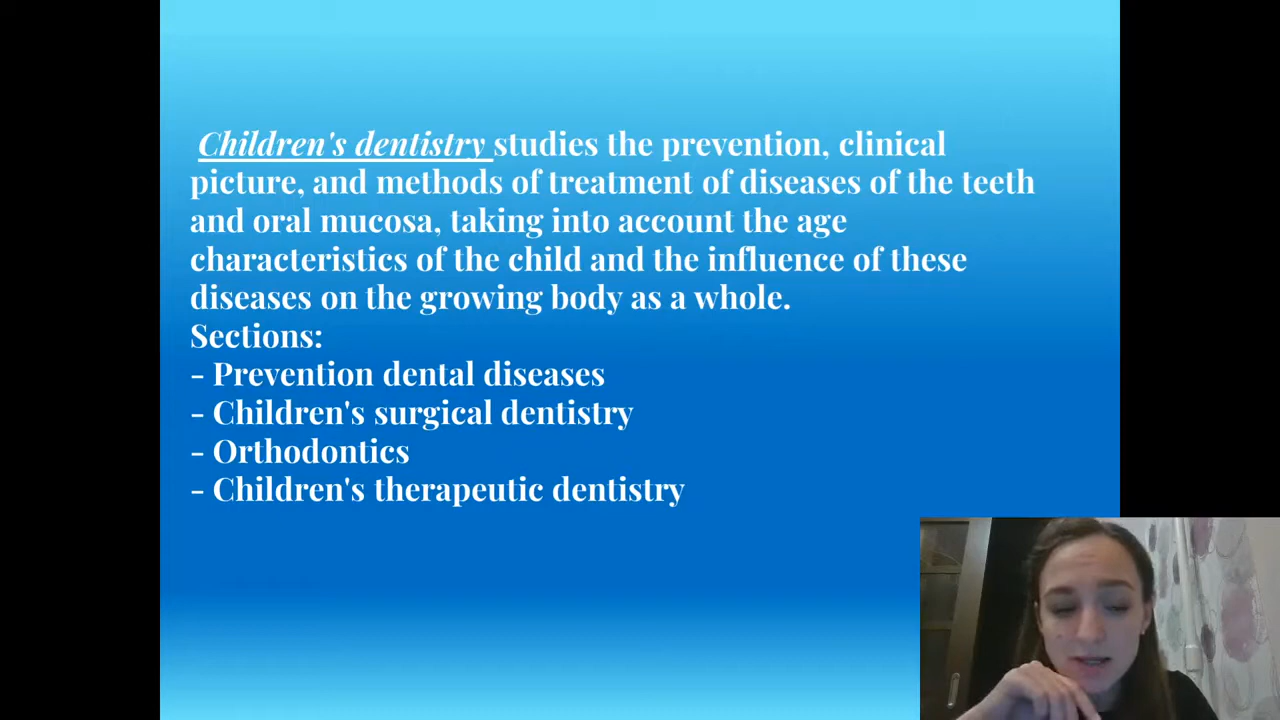 Children's dentistry studies the prevention, clinical
picture, and methods of treatment of diseases of the teeth
and oral mucosa, taking into account the age
characteristics of the child and the influence of these
diseases on the growing body as a whole.
Sections:
- Prevention dental diseases
- Children's surgical dentistry
- Orthodontics
- Children's therapeutic dentistry